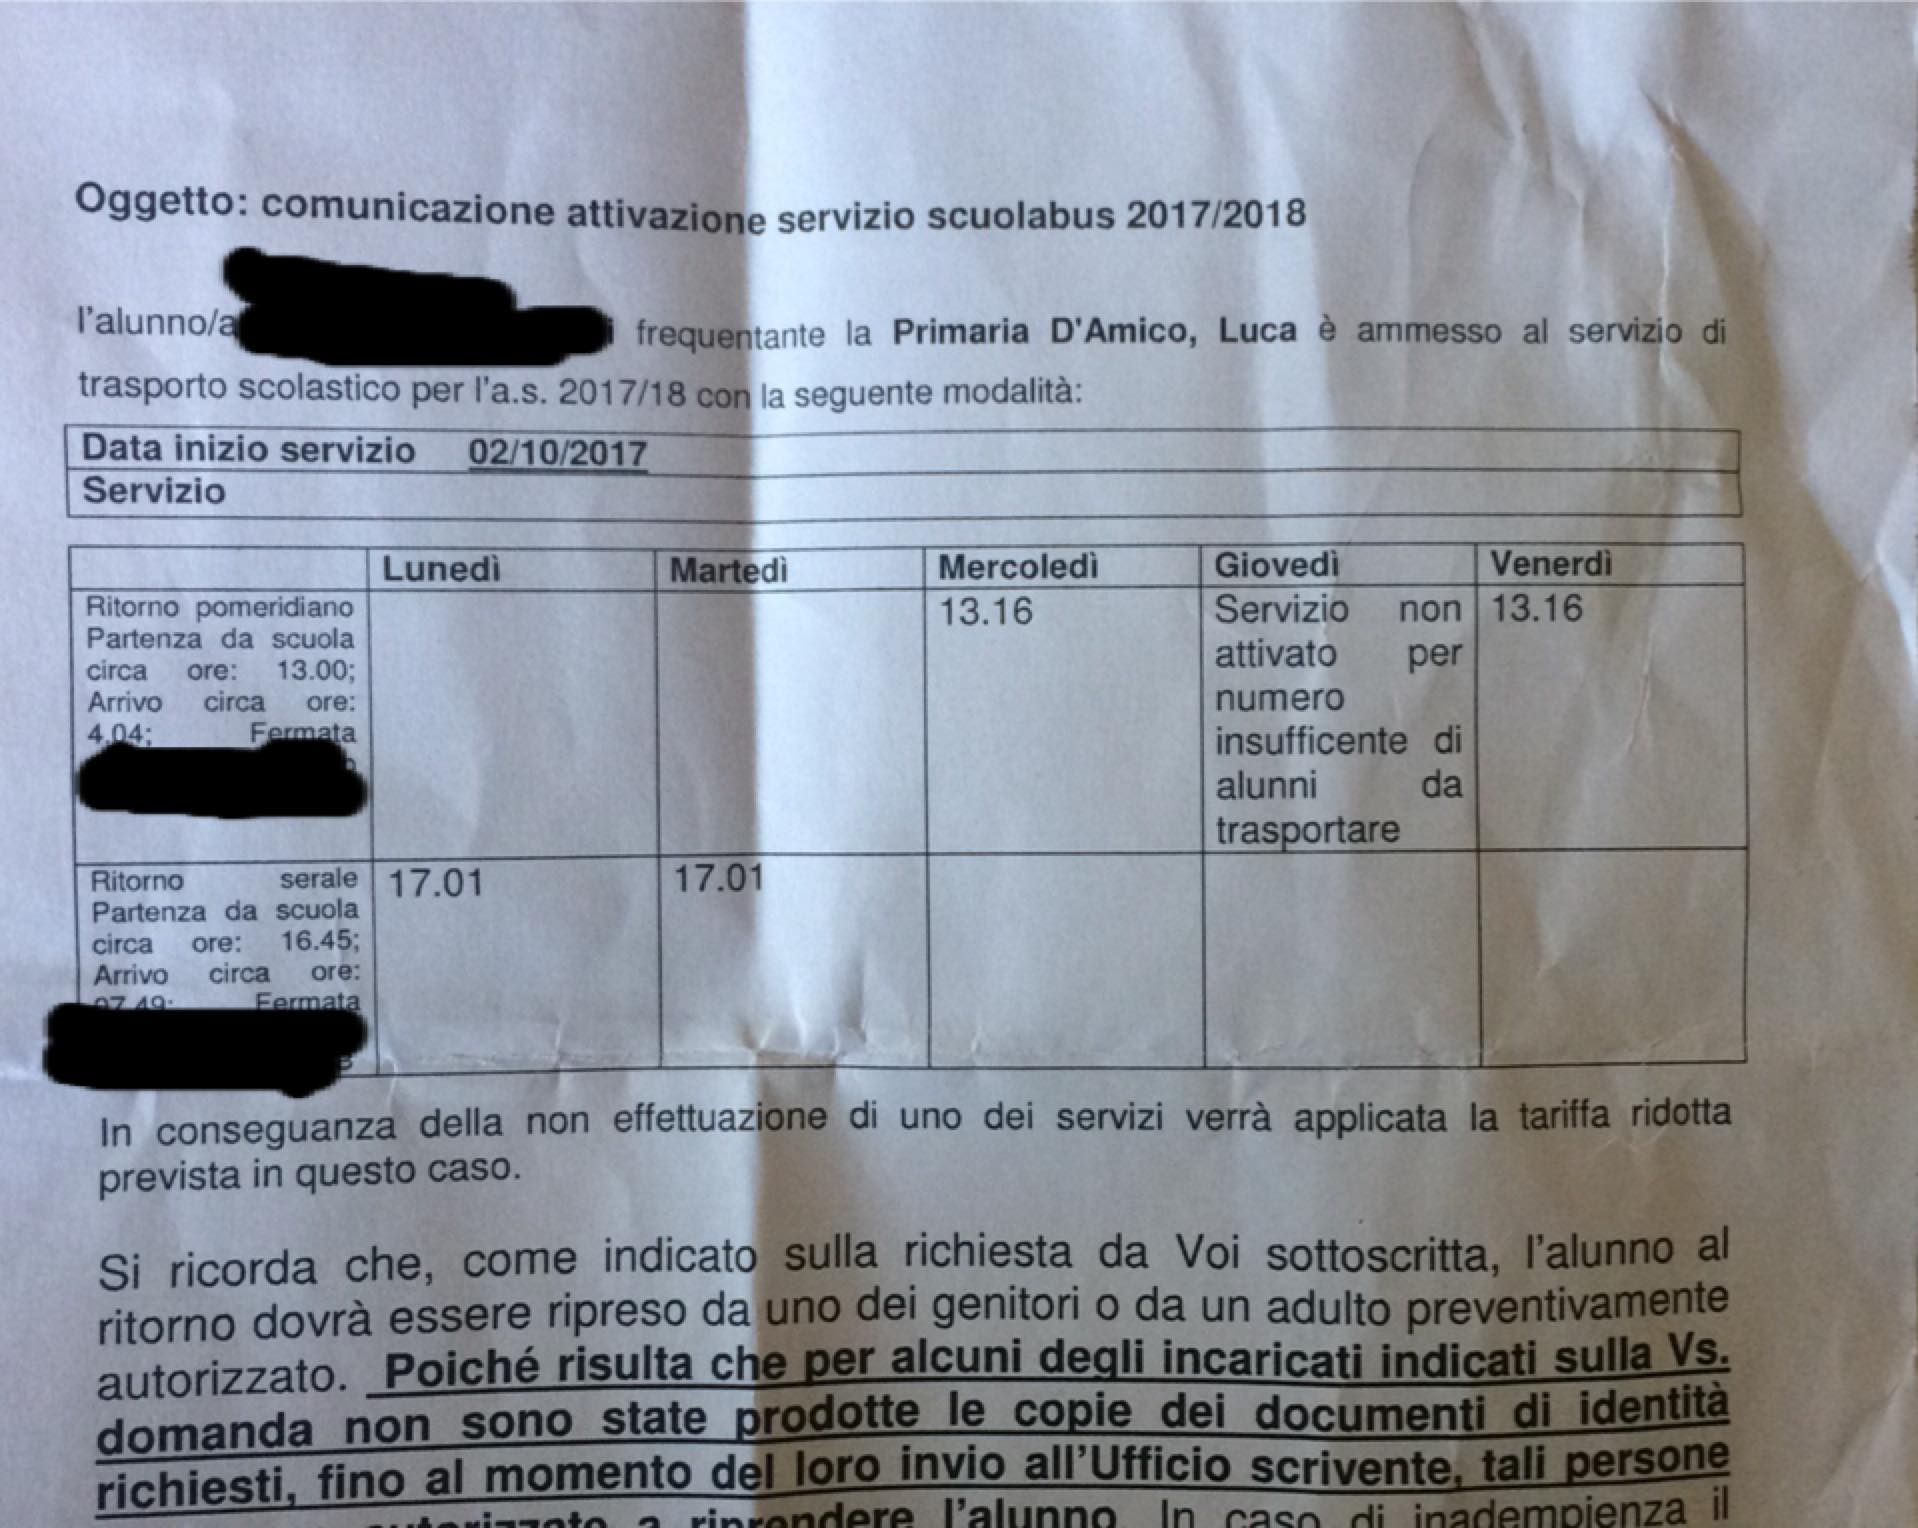 Oggetto: comunicazione attivazione servizio scuolabus 2017/2018
l'alunno/a frequentante la Primaria D'Amico, Luca è ammesso al servizio di
trasporto scolastico per l'a.s. 2017/18 con la seguente modalità:
Data inizio servizio 02/10/2017
Servizio
Lunedì Martedì Mercoledì Giovedì Venerdì
Ritorno pomeridiano
Partenza da scuola
circa ore: 13.00;
Arrivo circa ore:
4.04; Fermata
13.16
Servizio non
attivato per
numero
insufficente di
alunni da
trasportare
13.16
Ritorno serale
Partenza da scuola
circa ore: 16.45;
Arrivo circa ore:
07.49; Fermata
17.01
17.01
In conseguanza della non effettuazione di uno dei servizi verrà applicata la tariffa ridotta
prevista in questo caso.
Si ricorda che, come indicato sulla richiesta da Voi sottoscritta, l'alunno al
ritorno dovrà essere ripreso da uno dei genitori o da un adulto preventivamente
autorizzato. Poiché risulta che per alcuni degli incaricati indicati sulla Vs.
domanda non sono state prodotte le copie dei documenti di identità
richiesti, fino al momento del loro invio all'Ufficio scrivente, tali persone
a riprendere l'alunno. In caso di inadempienza il